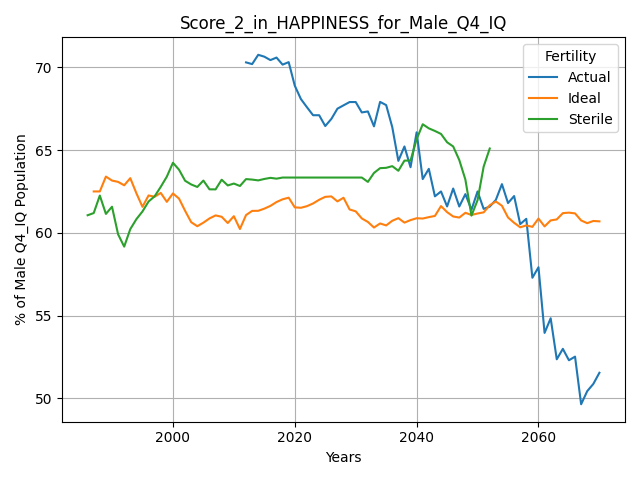 Score_2_in_HAPPINESS_for_Male_Q4_IQ
% of Male Q4_IQ Population
70
65
60
55
50
Fertility
Actual
Ideal
Sterile
2000 2020 2040 2060
Years